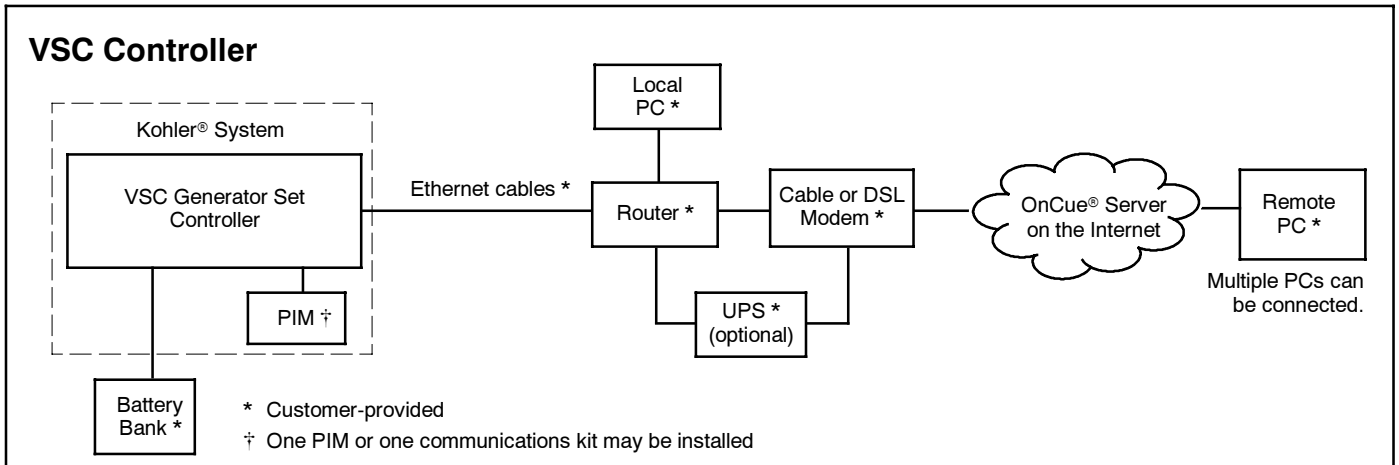 VSC Controller
Kohler® System
VSC Generator Set
Controller
PIM †
Battery
Bank *
Ethernet cables *
Local
PC *
Router *
Cable or DSL
Modem *
UPS *
(optional)
OnCue® Server
on the Internet
Remote
PC *
Multiple PCs can
be connected.
* Customer-provided
† One PIM or one communications kit may be installed